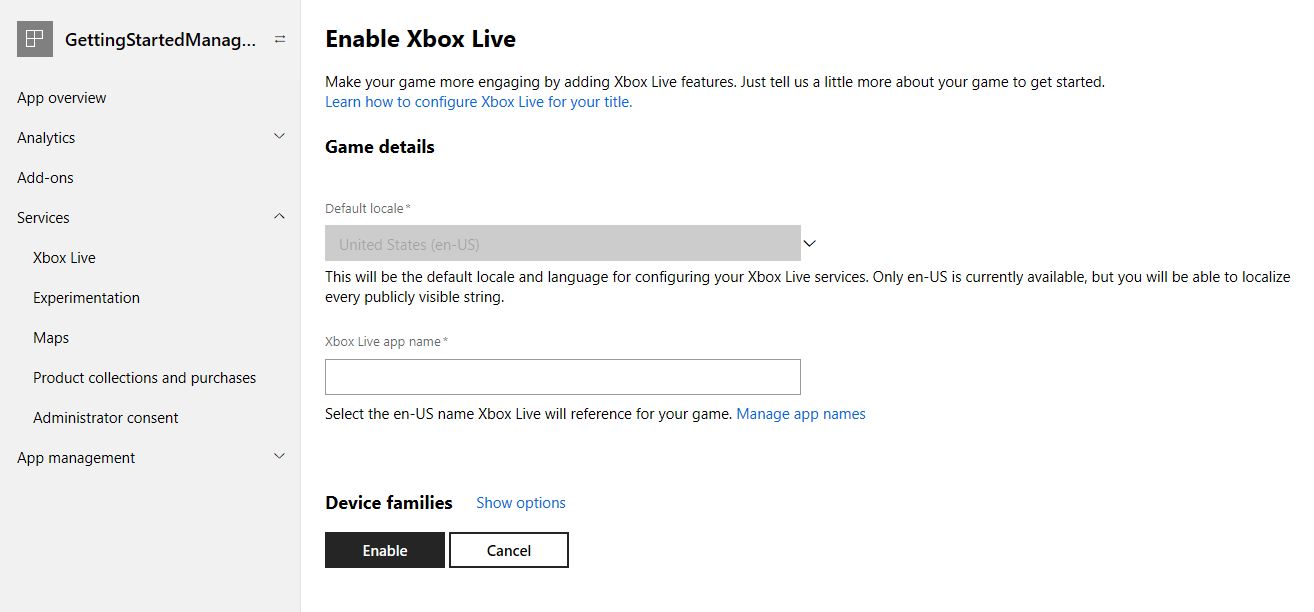 GettingStartedManag...
App overview
Analytics
Add-ons
Services
Xbox Live
Experimentation
Maps
Product collections and purchases
Administrator consent
App management
Enable Xbox Live
Make your game more engaging by adding Xbox Live features. Just tell us a little more about your game to get started.
Learn how to configure Xbox Live for your title.
Game details
Default locale*
United States (en-US)
This will be the default locale and language for configuring your Xbox Live services. Only en-US is currently available, but you will be able to localize
every publicly visible string.
Xbox Live app name*
Select the en-US name Xbox Live will reference for your game. Manage app names
Device families Show options
Enable Cancel